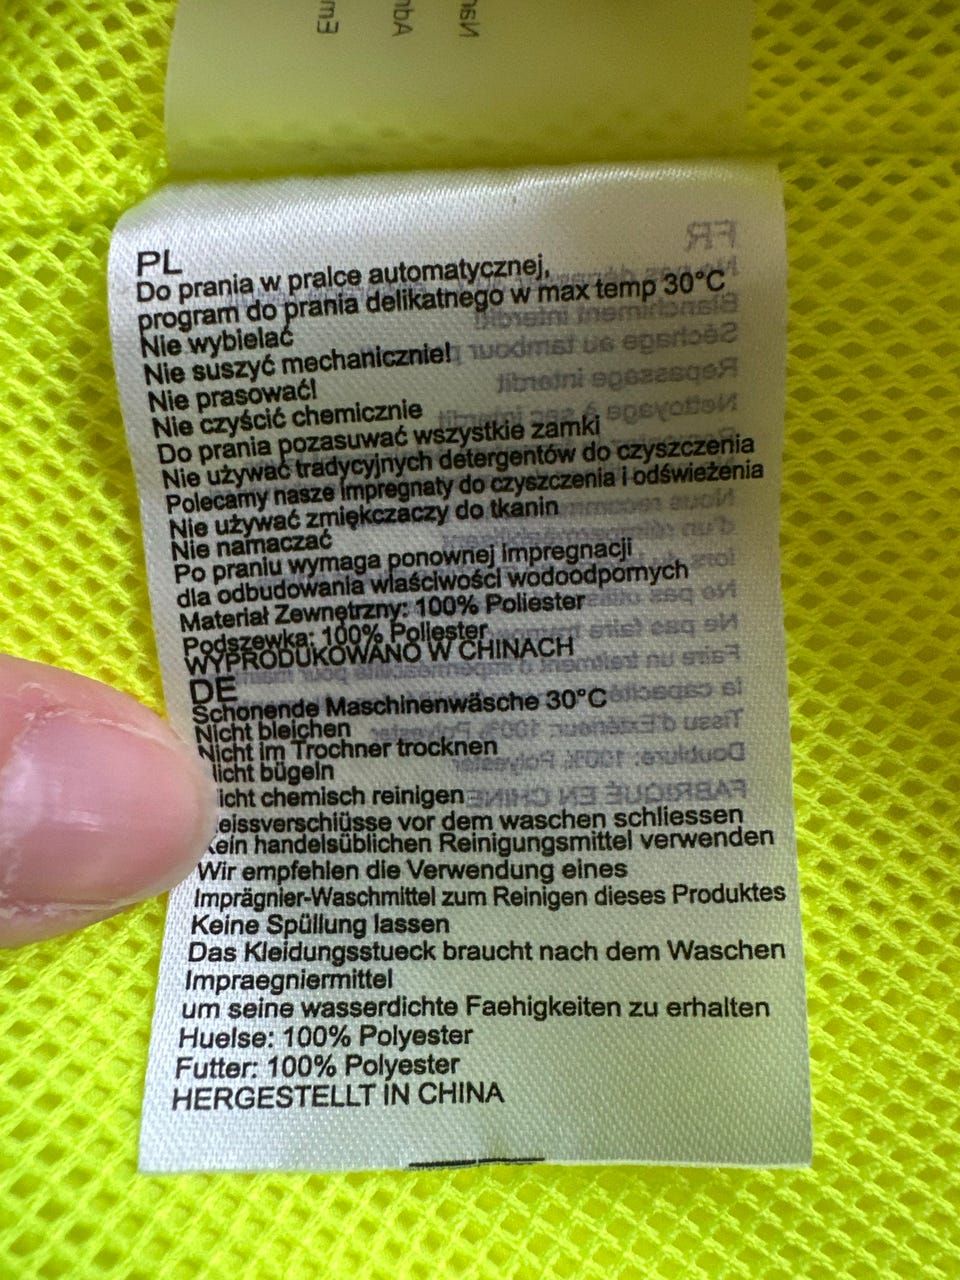 PL
Do prania w pralce automatycznej,
program do prania delikatnego w max temp 30°C
Nie wybielać
Nie suszyć mechanicznie!
Nie prasować!
Nie czyścić chemicznie
Do prania pozasuwać wszystkie zamki
Nie używać tradycyjnych detergentów do czyszczenia
Polecamy nasze impregnaty do czyszczenia i odświeżenia
Nie używać zmiękczaczy do tkanin
Nie namaczać
Po praniu wymaga ponownej impregnacji
dla odbudowania właściwości wodoodpornych
Materiał Zewnętrzny: 100% Poliester
Podszewka: 100% Poliester
WYPRODUKOWANO W CHINACH
DE
Schonende Maschinenwäsche 30°C
Nicht bleichen
Nicht im Trochner trocknen
Nicht bügeln
icht chemisch reinigen
eissverschlüsse vor dem waschen schliessen
ein handelsüblichen Reinigungsmittel verwenden
Wir empfehlen die Verwendung eines
Imprägnier-Waschmittel zum Reinigen dieses Produktes
Keine Spüllung lassen
Das Kleidungsstueck braucht nach dem Waschen
Impraegniermittel
um seine wasserdichte Faehigkeiten zu erhalten
Huelse: 100% Polyester
Futter: 100% Polyester
HERGESTELLT IN CHINA